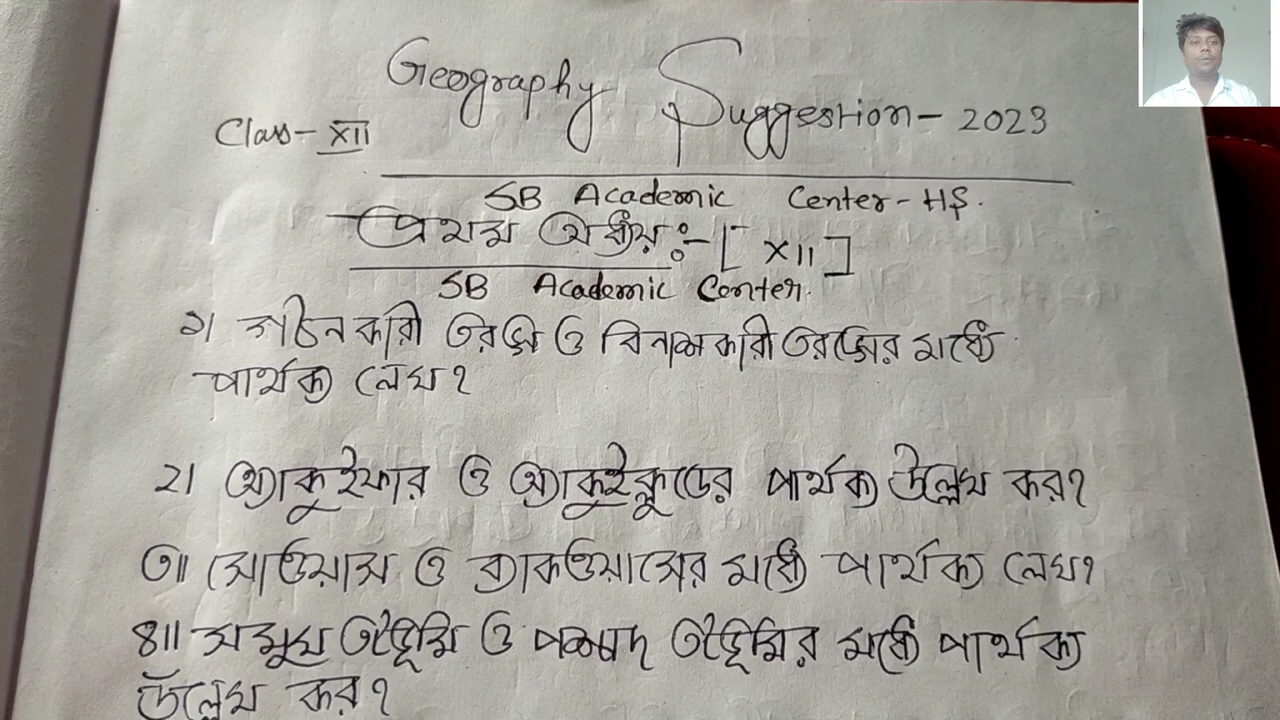 Geography Suggestion - 2023
Class - XII
SB Academic Center - HS.
প্রথম অধ্যায় :- [ XII ]
SB Academic Center.
১। গঠনকারী তরঙ্গ ও বিনাশকারী তরঙ্গের মধ্যে
পার্থক্য লেখ?
২। অ্যাকুইফার ও অ্যাকুইক্লুডের পার্থক্য উল্লেখ কর?
৩॥ সোওয়াস ও ব্যাকওয়াসের মধ্যে পার্থক্য লেখ?
৪॥ সম্মুখ তটভূমি ও পশ্চাদ তটভূমির মধ্যে পার্থক্য
উল্লেখ কর?